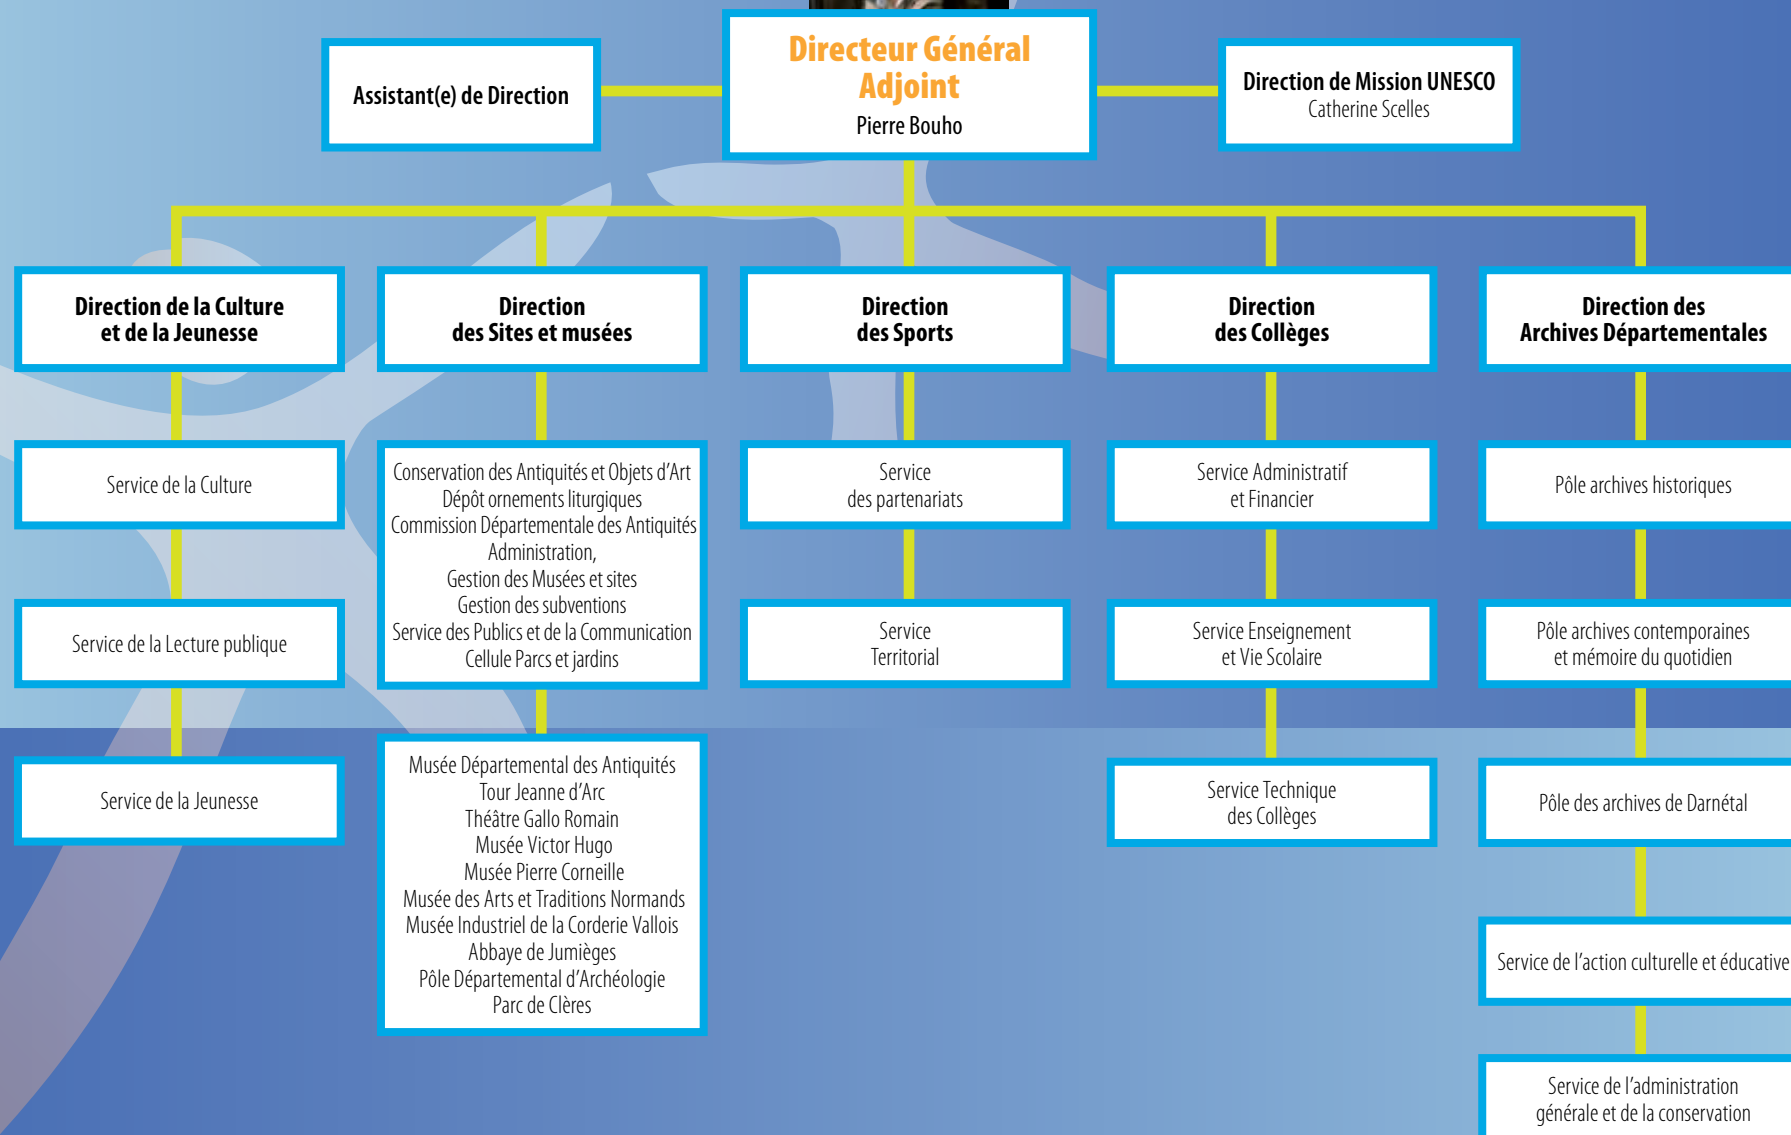 Assistant(e) de Direction
Directeur Général
Adjoint
Pierre Bouho
Direction de Mission UNESCO
Catherine Scelles
Direction de la Culture
et de la Jeunesse
Service de la Culture
Service de la Lecture publique
Service de la Jeunesse
Direction
des Sites et musées
Conservation des Antiquités et Objets d’Art
Dépôt ornements liturgiques
Commission Départementale des Antiquités
Administration,
Gestion des Musées et sites
Gestion des subventions
Service des Publics et de la Communication
Cellule Parcs et jardins
Musée Départemental des Antiquités
Tour Jeanne d’Arc
Théâtre Gallo Romain
Musée Victor Hugo
Musée Pierre Corneille
Musée des Arts et Traditions Normands
Musée Industriel de la Corderie Vallois
Abbaye de Jumièges
Pôle Départemental d’Archéologie
Parc de Clères
Direction
des Sports
Service
des partenariats
Service
Territorial
Direction
des Collèges
Service Administratif
et Financier
Service Enseignement
et Vie Scolaire
Service Technique
des Collèges
Direction des
Archives Départementales
Pôle archives historiques
Pôle archives contemporaines
et mémoire du quotidien
Pôle des archives de Darnétal
Service de l’action culturelle et éducative
Service de l’administration
générale et de la conservation